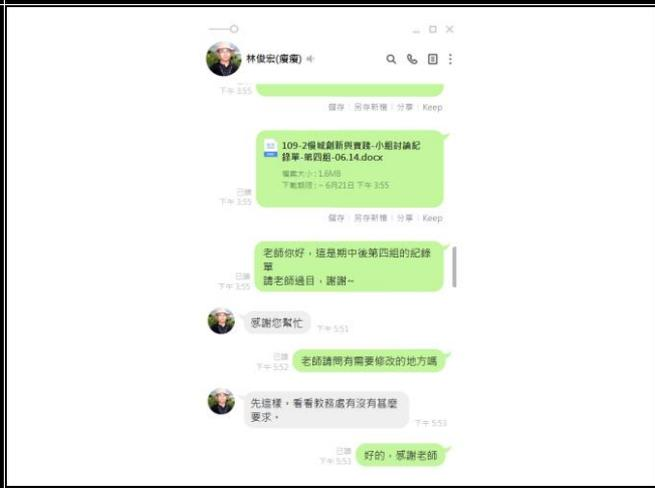 林俊宏(瘦瘦)
下午 3:55
儲存 | 另存新檔 | 分享 | Keep
109-2慢城創新與實踐-小組討論紀
錄單-第四組-06.14.docx
檔案大小 : 1.6MB
下載期限 : ~ 6月21日 下午 3:55
已讀
下午 3:55
儲存 | 另存新檔 | 分享 | Keep
老師你好，這是期中後第四組的記錄
單
請老師過目，謝謝~
已讀
下午 3:55
感謝您幫忙
下午 5:51
已讀
下午 5:52
老師請問有需要修改的地方嗎
先這樣，看看教務處有沒有甚麼
要求。
下午 5:53
已讀
下午 5:53
好的，感謝老師